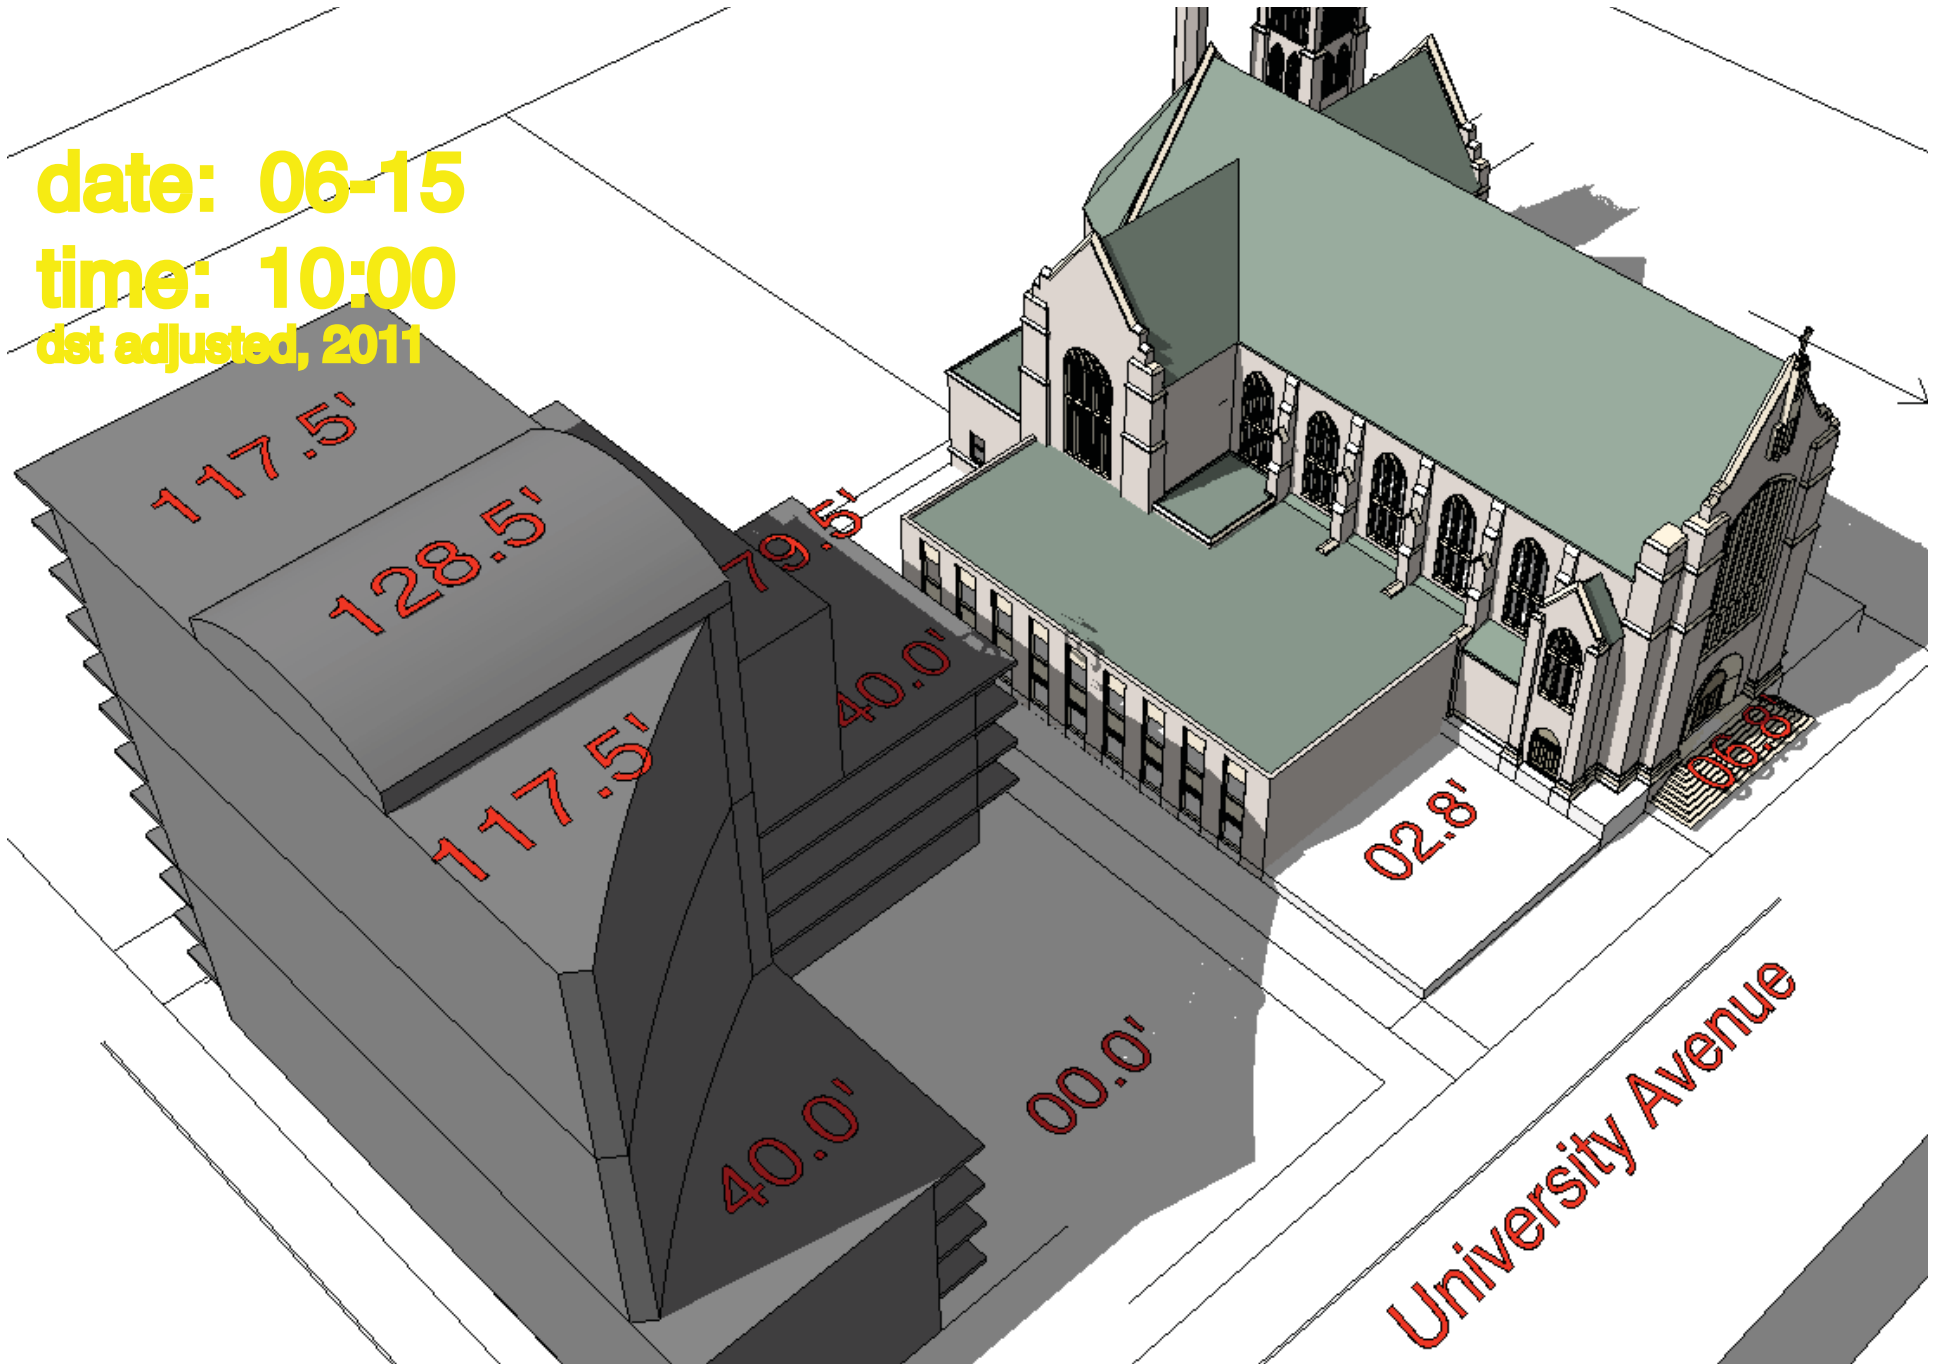 date: 06-15
time: 10:00
dst adjusted, 2011
117.5'
128.5'
79.5'
40.0'
117.5'
06.8'
02.8'
00.0'
40.0'
University Avenue